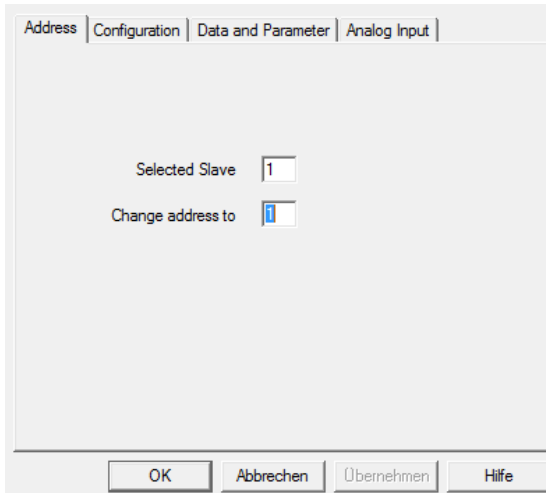 Address Configuration Data and Parameter Analog Input
Selected Slave 1
Change address to 1
OK Abbrechen Übernehmen Hilfe